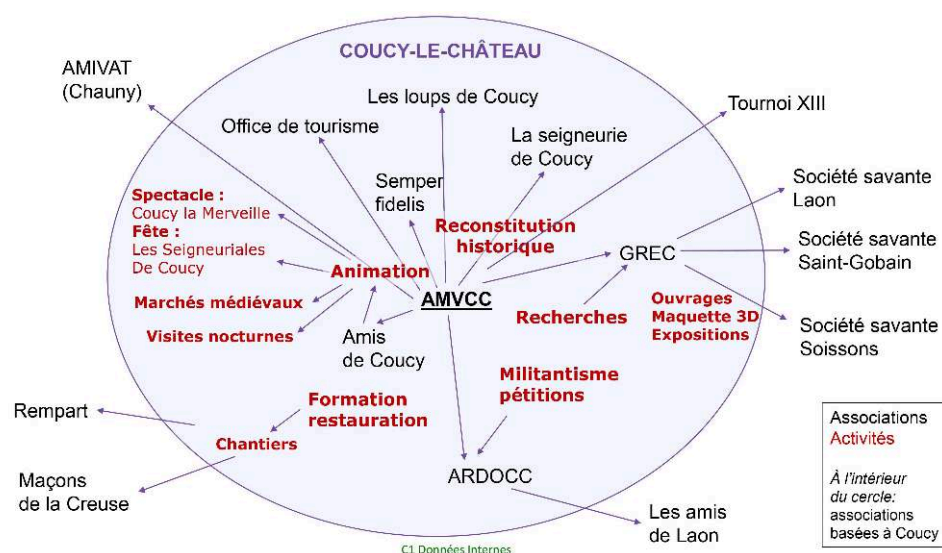 COUCY-LE-CHÂTEAU
AMIVAT
(Chauny)
Les loups de Coucy
Tournoi XIII
Office de tourisme
La seigneurie
de Coucy
Semper
fidelis
Société savante
Laon
Spectacle :
Coucy la Merveille
Fête :
Les Seigneuriales
De Coucy
Reconstitution
historique
GREC
Société savante
Saint-Gobain
Animation
AMVCC
Marchés médiévaux
Recherches
Ouvrages
Maquette 3D
Expositions
Visites nocturnes
Amis
de Coucy
Société savante
Soissons
Militantisme
pétitions
Formation
restauration
Rempart
Chantiers
Maçons
de la Creuse
ARDOCC
Les amis
de Laon
Associations
Activités
À l'intérieur
du cercle:
associations
basées à Coucy
C1 Données Internes